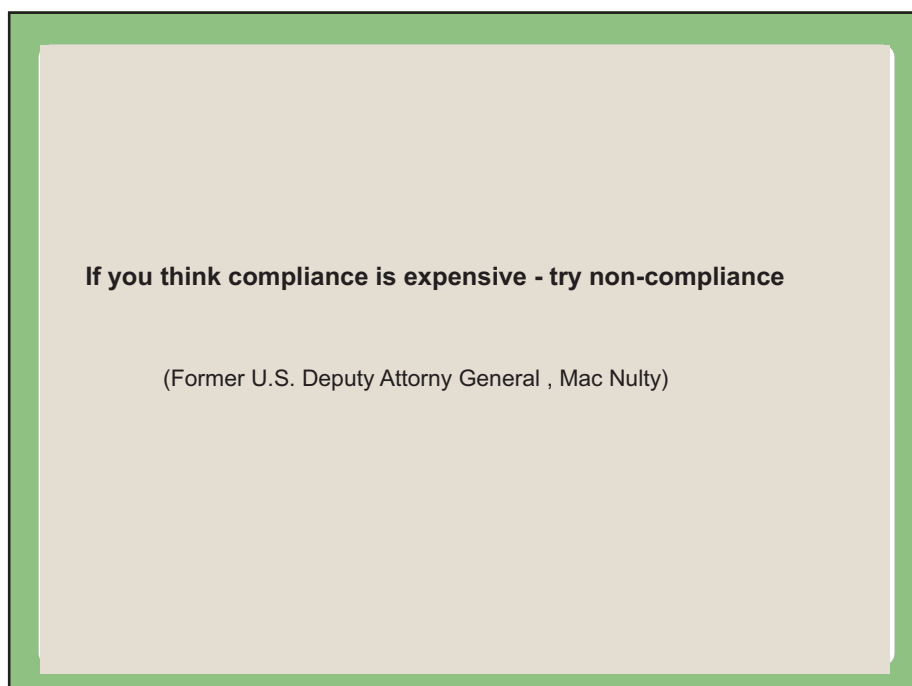 If you think compliance is expensive - try non-compliance
(Former U.S. Deputy Attorny General , Mac Nulty)